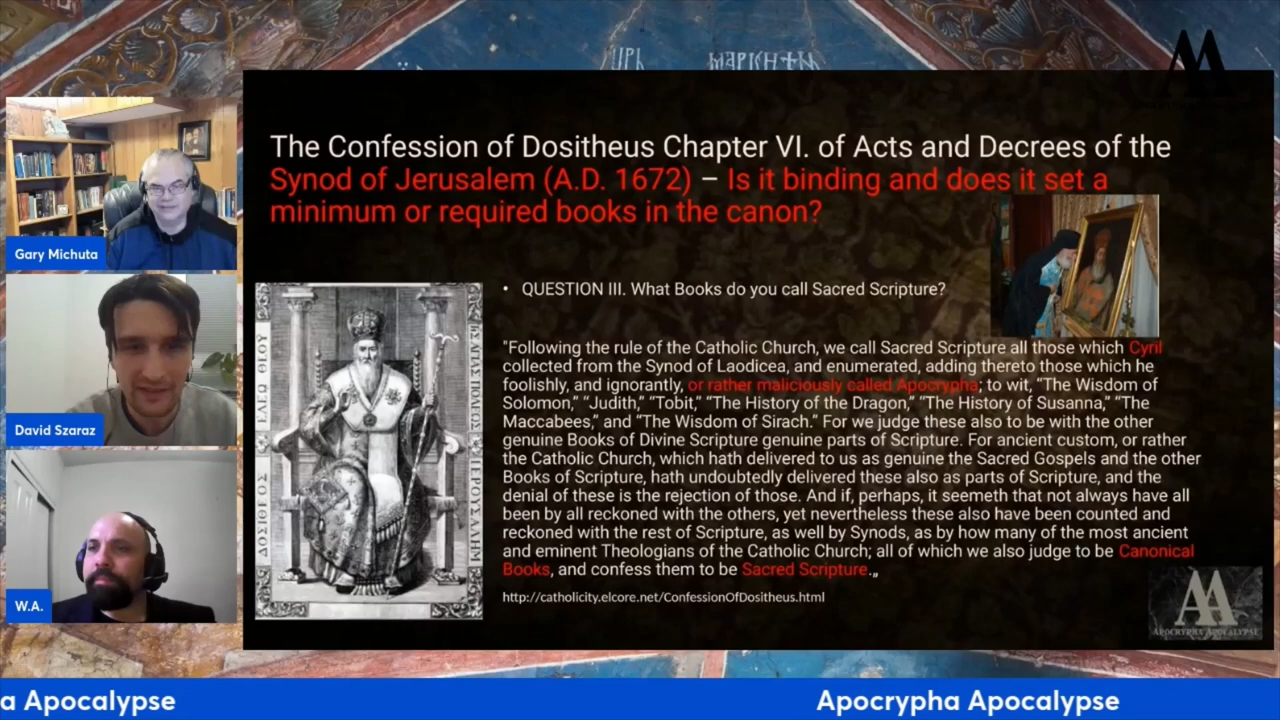 ЦРЬ МАРКИАН
The Confession of Dositheus Chapter VI. of Acts and Decrees of the
Synod of Jerusalem (A.D. 1672) – Is it binding and does it set a
minimum or required books in the canon?
• QUESTION III. What Books do you call Sacred Scripture?
"Following the rule of the Catholic Church, we call Sacred Scripture all those which Cyril
collected from the Synod of Laodicea, and enumerated, adding thereto those which he
foolishly, and ignorantly, or rather maliciously called Apocrypha; to wit, “The Wisdom of
Solomon,” “Judith,” “Tobit,” “The History of the Dragon,” “The History of Susanna,” “The
Maccabees,” and “The Wisdom of Sirach.” For we judge these also to be with the other
genuine Books of Divine Scripture genuine parts of Scripture. For ancient custom, or rather
the Catholic Church, which hath delivered to us as genuine the Sacred Gospels and the other
Books of Scripture, hath undoubtedly delivered these also as parts of Scripture, and the
denial of these is the rejection of those. And if, perhaps, it seemeth that not always have all
been by all reckoned with the others, yet nevertheless these also have been counted and
reckoned with the rest of Scripture, as well by Synods, as by how many of the most ancient
and eminent Theologians of the Catholic Church; all of which we also judge to be Canonical
Books, and confess them to be Sacred Scripture.„
http://catholicity.elcore.net/ConfessionOfDositheus.html
ΔΟΣΙΘΕΟΣ ΕΛΕΩ ΘΕΟΥ
ΙΕΡΟΥΣΑΛΗΜ
AA
APOCRYPHA APOCALYPSE
Gary Michuta
David Szaraz
W.A.
a Apocalypse
Apocrypha Apocalypse